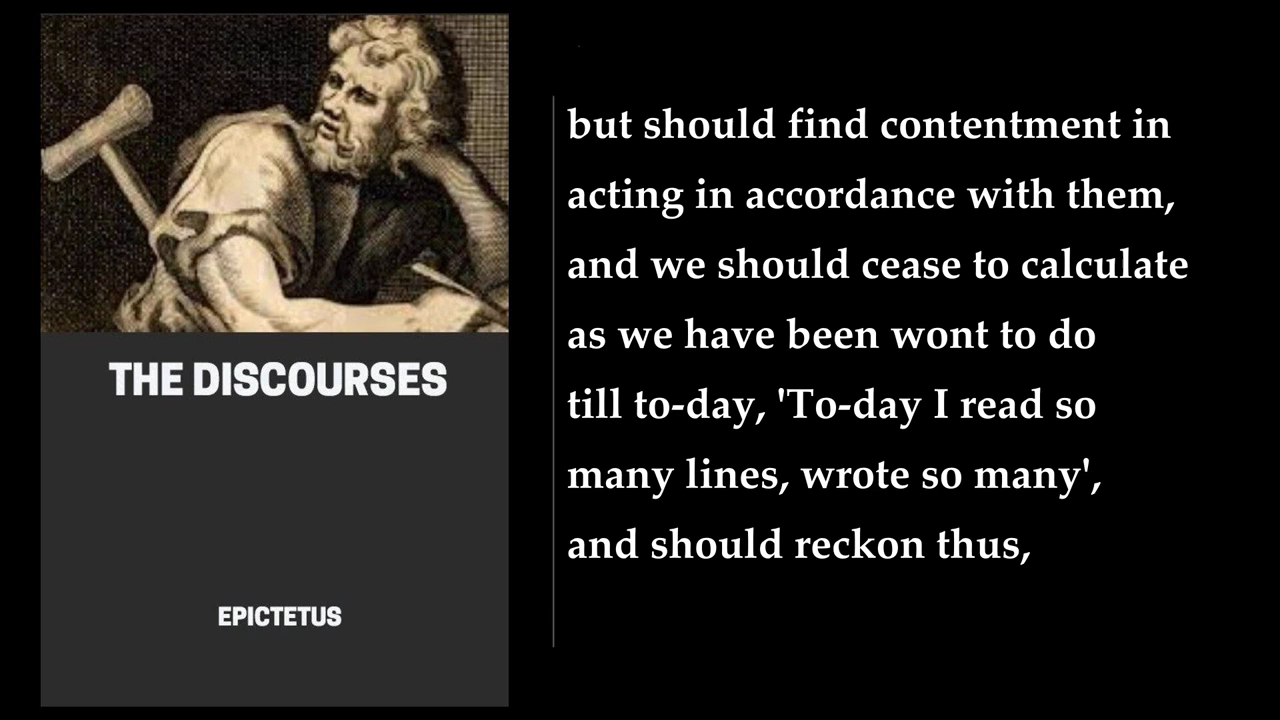 THE DISCOURSES
EPICTETUS
but should find contentment in
acting in accordance with them,
and we should cease to calculate
as we have been wont to do
till to-day, 'To-day I read so
many lines, wrote so many',
and should reckon thus,